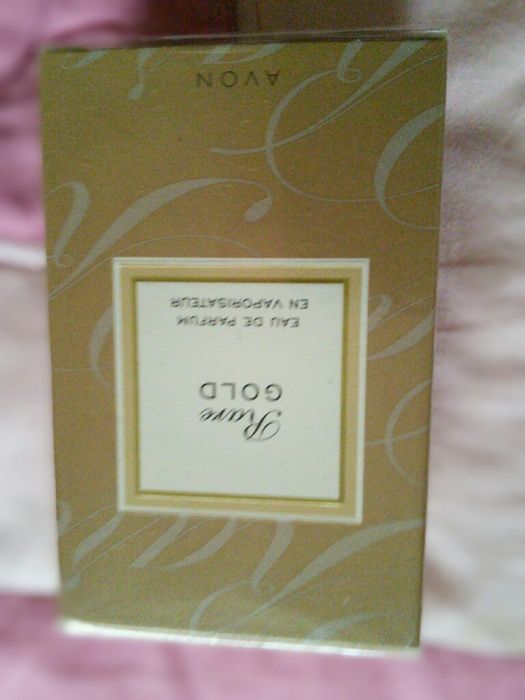 Rare
GOLD
EAU DE PARFUM
EN VAPORISATEUR
AVON